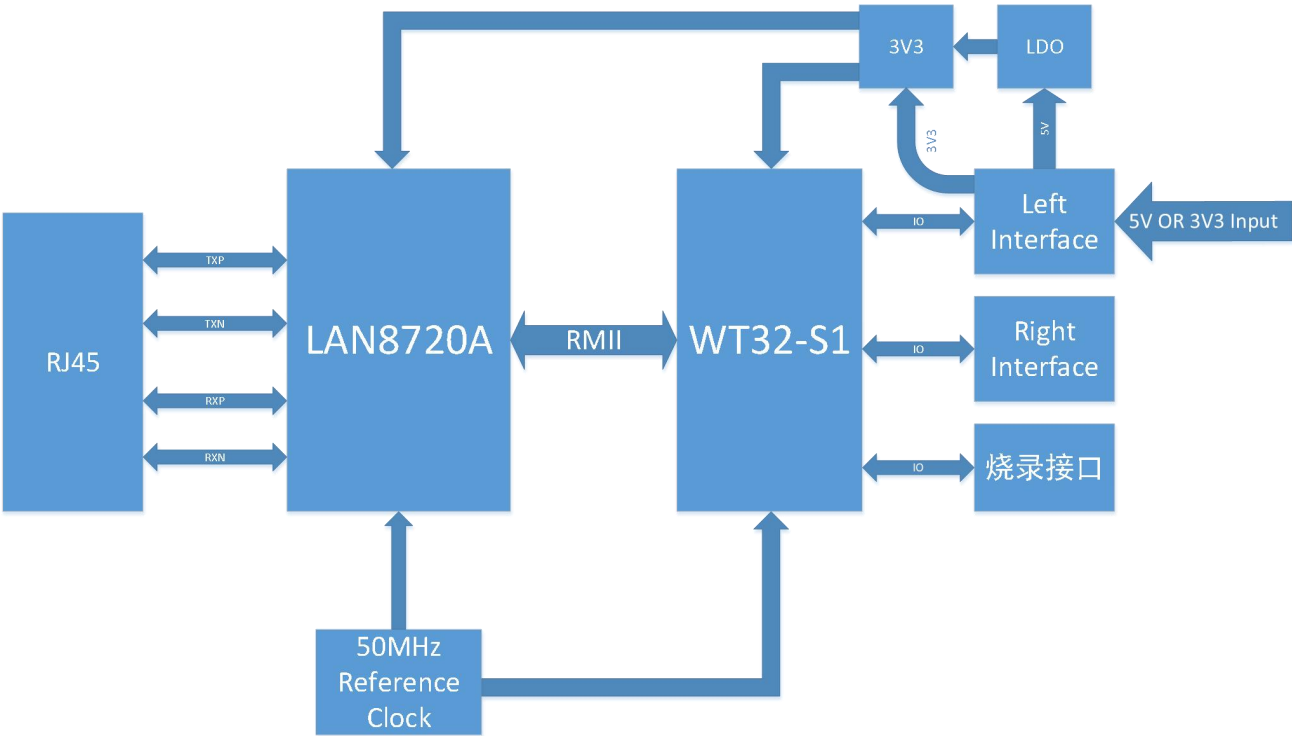 3V3
LDO
3V3
5V
Left
Interface
5V OR 3V3 Input
IO
RJ45
TXP
TXN
RXP
RXN
LAN8720A
RMII
WT32-S1
IO
Right
Interface
IO
烧录接口
50MHz
Reference
Clock